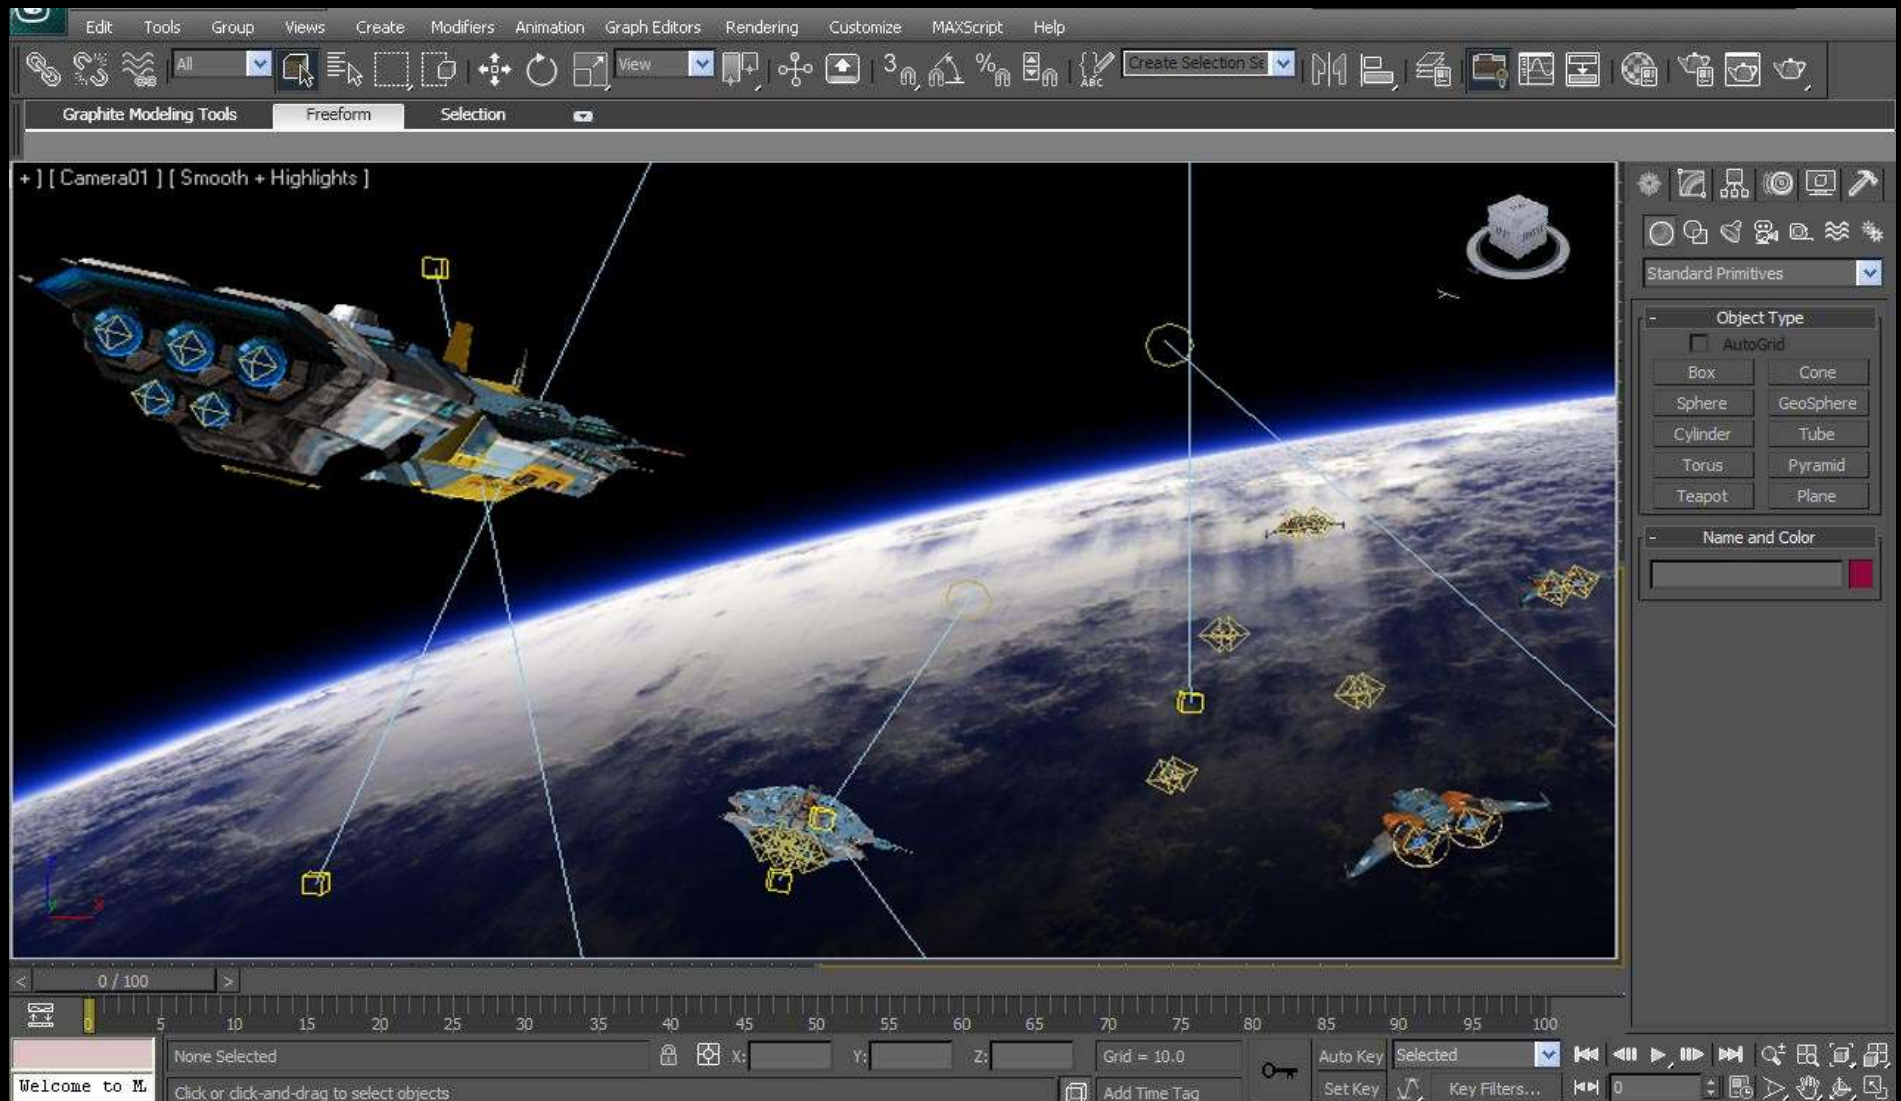 Edit Tools Group Views Create Modifiers Animation Graph Editors Rendering Customize MAXScript Help
All View 3 % ABC Create Selection Se
Graphite Modeling Tools Freeform Selection
+ ] [ Camera01 ] [ Smooth + Highlights ]
Standard Primitives
- Object Type
AutoGrid
Box Cone
Sphere GeoSphere
Cylinder Tube
Torus Pyramid
Teapot Plane
- Name and Color
z
y x
< 0 / 100 >
0 5 10 15 20 25 30 35 40 45 50 55 60 65 70 75 80 85 90 95 100
None Selected X: Y: Z: Grid = 10.0 Auto Key Selected
Welcome to M Click or click-and-drag to select objects Add Time Tag Set Key Key Filters... 0